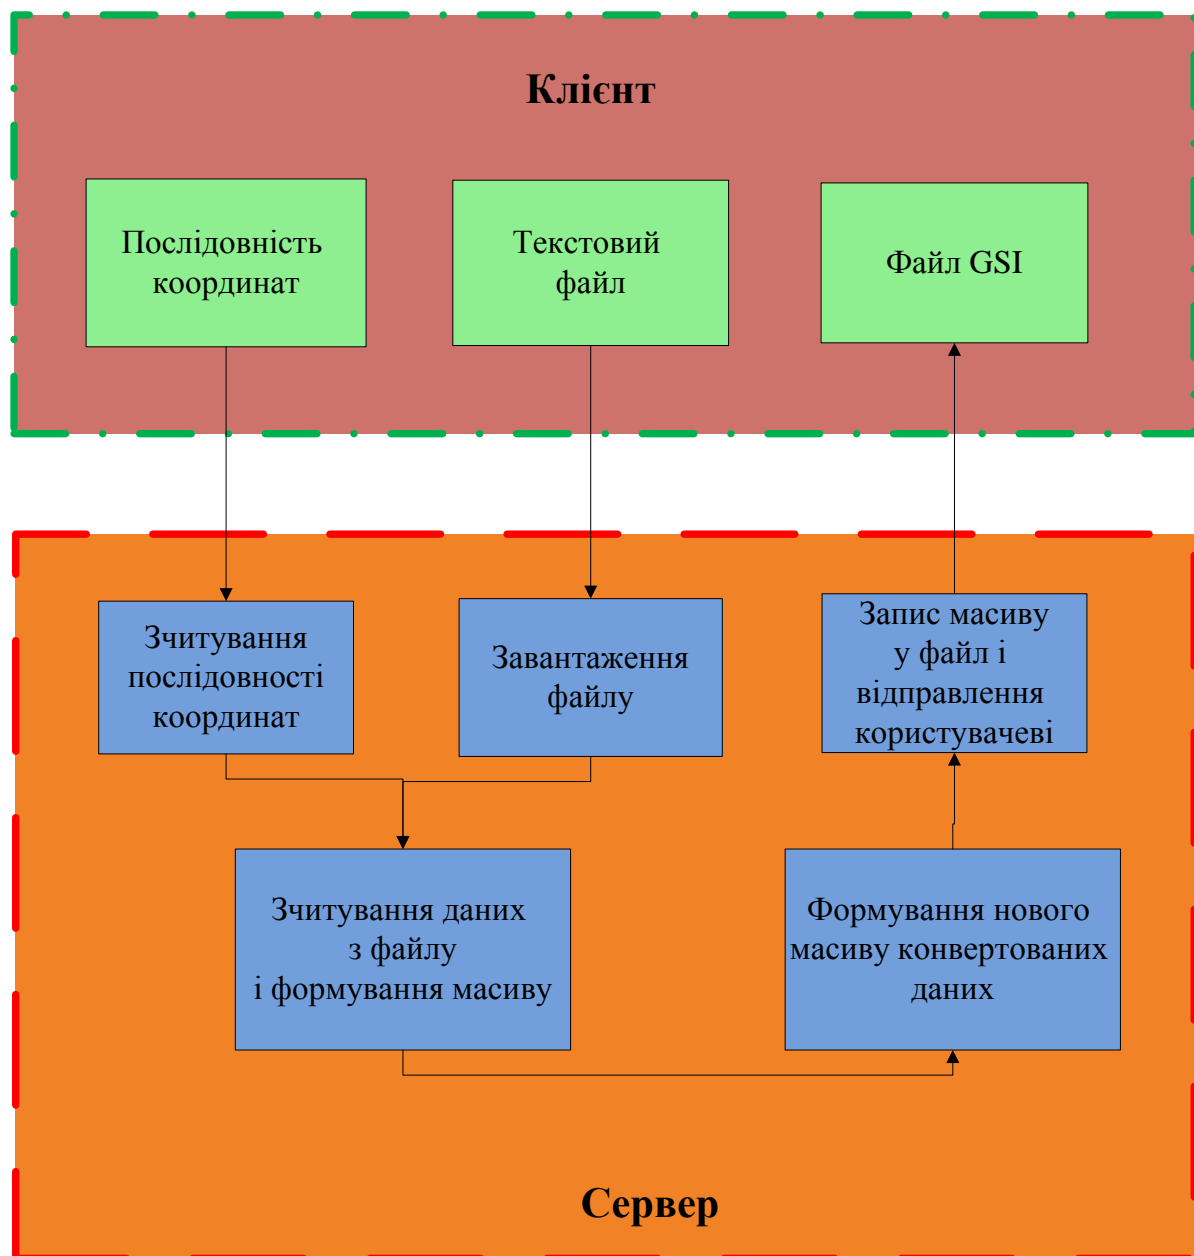 Клієнт
Послідовність
координат
Текстовий
файл
Файл GSI
Зчитування
послідовності
координат
Завантаження
файлу
Запис масиву
у файл і
відправлення
користувачеві
Зчитування даних
з файлу
і формування масиву
Формування нового
масиву конвертованих
даних
Сервер